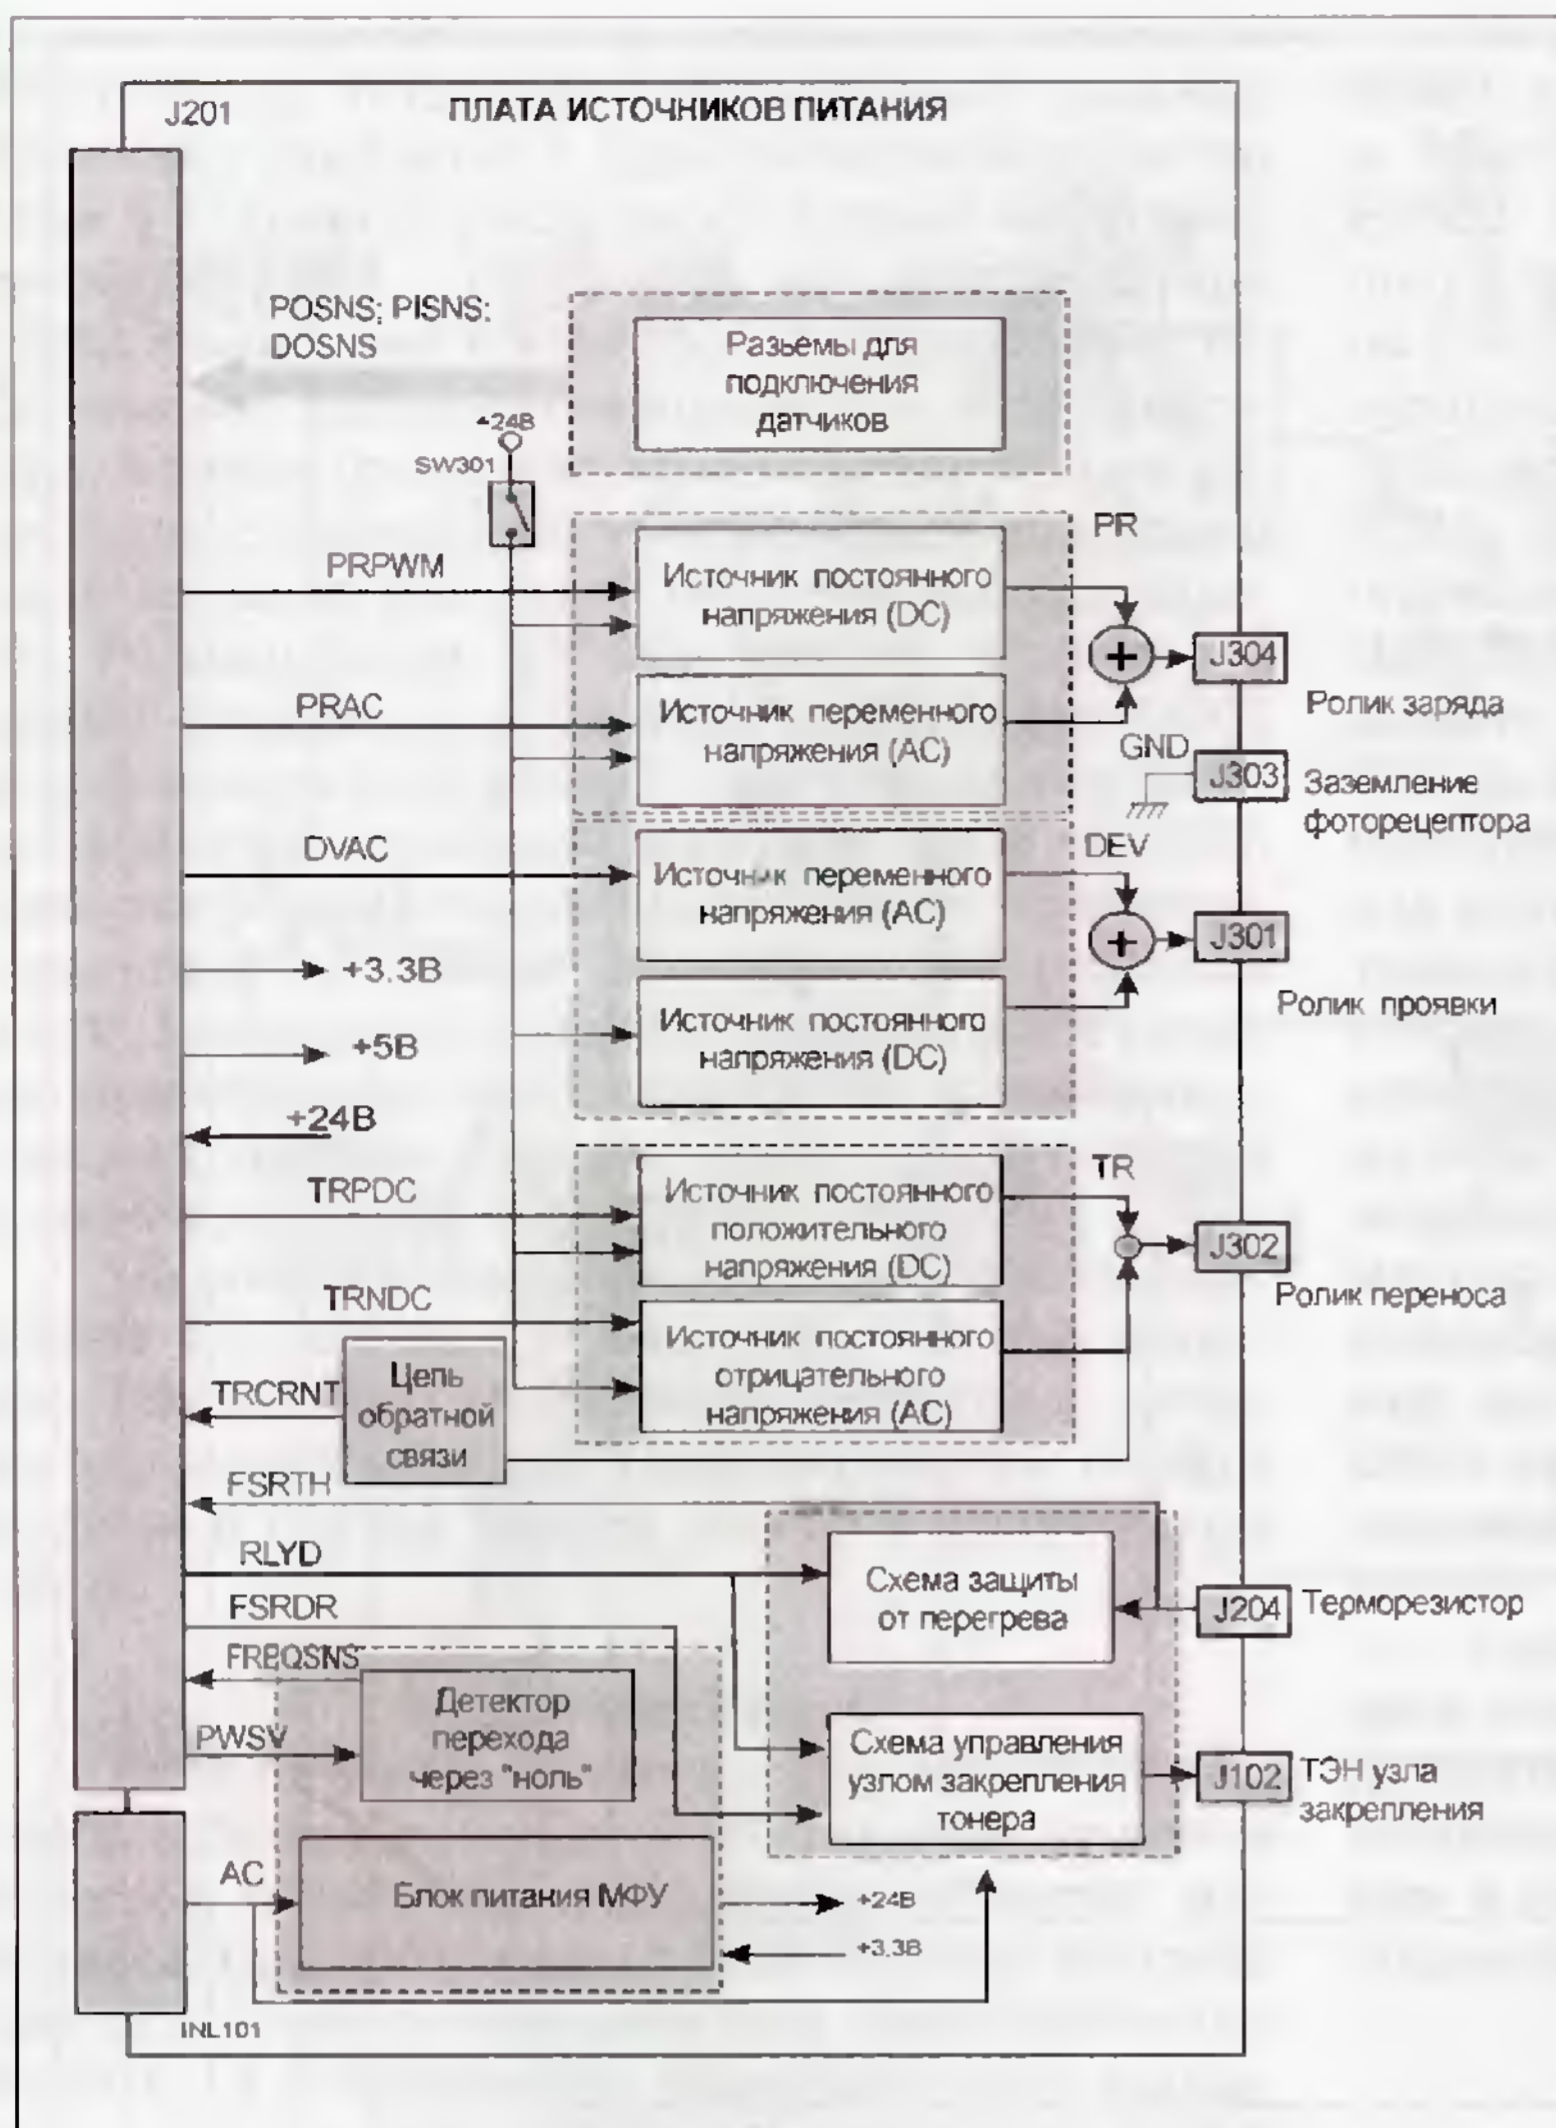 J201
ПЛАТА ИСТОЧНИКОВ ПИТАНИЯ
POSNS; PISNS;
DOSNS
Разьемы для
подключения
датчиков
+24В
SW301
PR
PRPWM
Источник постоянного
напряжения (DC)
J304
Ролик заряда
PRAC
Источник переменного
напряжения (AC)
GND
J303
Заземление
фоторецептора
DEV
DVAC
Источник переменного
напряжения (AC)
J301
Ролик проявки
+3.3В
Источник постоянного
напряжения (DC)
+5В
+24В
TR
TRPDC
Источник постоянного
положительного
напряжения (DC)
J302
Ролик переноса
TRNDC
Источник постоянного
отрицательного
напряжения (AC)
TRCRNT
Цепь
обратной
связи
FSRTH
RLYD
Схема защиты
от перегрева
J204
Терморезистор
FSRDR
FREQSNS
Детектор
перехода
через "ноль"
PWSV
Схема управления
узлом закрепления
тонера
J102
ТЭН узла
закрепления
AC
Блок питания МФУ
+24В
+3.3В
INL101